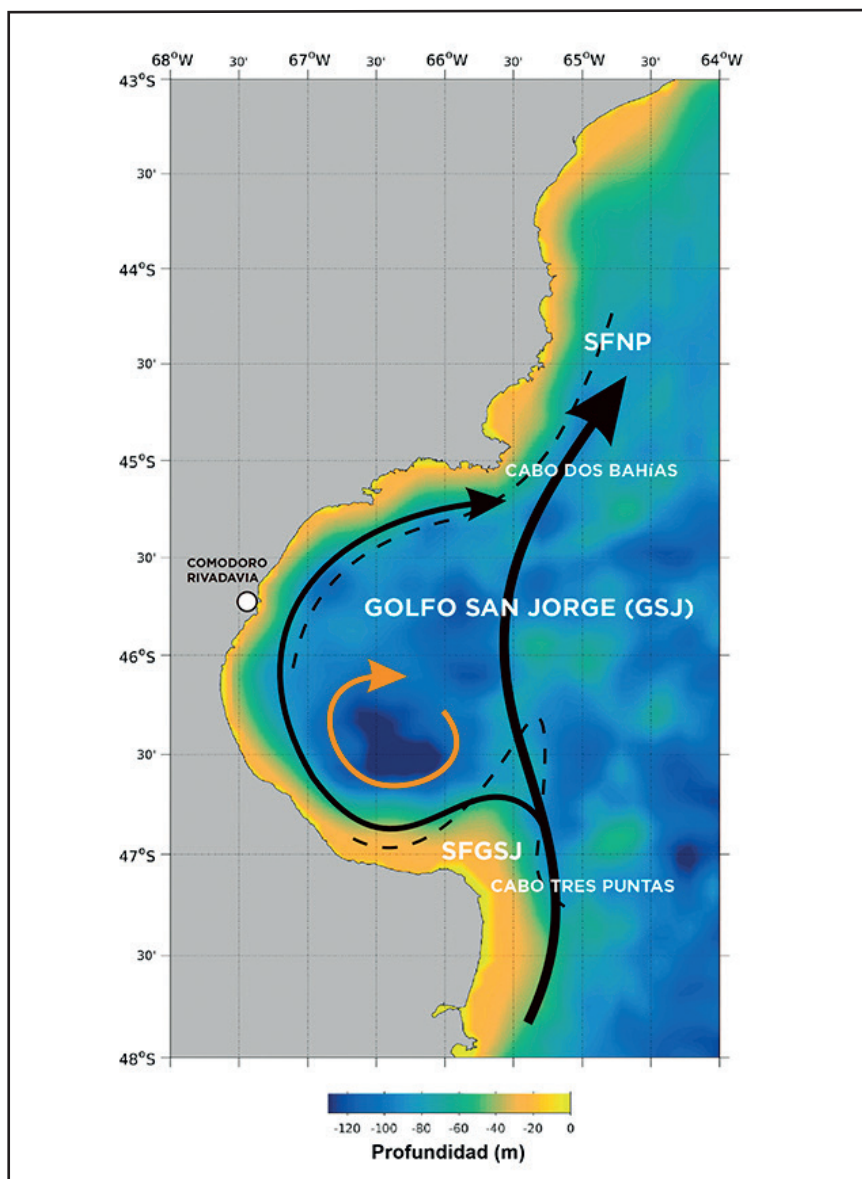 68°W 30' 67°W 30' 66°W 30' 65°W 30' 64°W
43°S
30'
44°S
30'
SFNP
45°S
CABO DOS BAHíAS
30'
COMODORO
RIVADAVIA
GOLFO SAN JORGE (GSJ)
46°S
30'
47°S
SFGSJ
CABO TRES PUNTAS
30'
48°S
-120 -100 -80 -60 -40 -20 0
Profundidad (m)